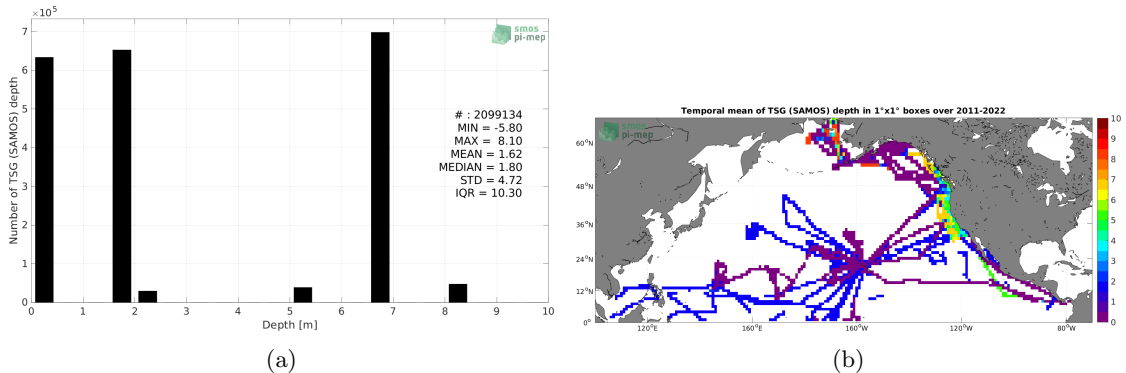 ×10⁵
7
6
5
4
3
2
1
0
Number of TSG (SAMOS) depth
0 1 2 3 4 5 6 7 8 9 10
Depth [m]
smos
pi-mep
# : 2099134
MIN = -5.80
MAX = 8.10
MEAN = 1.62
MEDIAN = 1.80
STD = 4.72
IQR = 10.30
(a)
Temporal mean of TSG (SAMOS) depth in 1°x1° boxes over 2011-2022
smos
pi-mep
60°N
48°N
36°N
24°N
12°N
0°
120°E 160°E 160°W 120°W 80°W
10
9
8
7
6
5
4
3
2
1
0
(b)